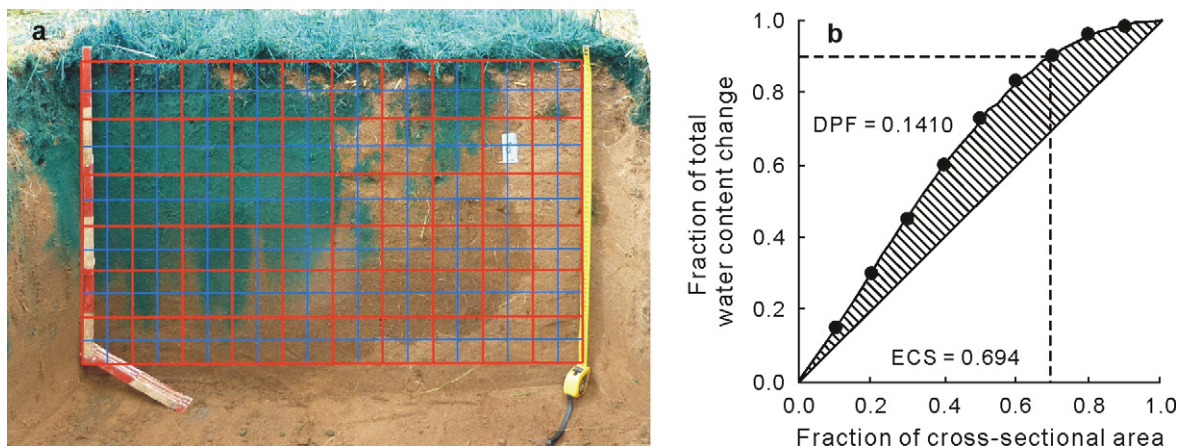 a
b
1.0
0.8
0.6
0.4
0.2
0.0
Fraction of total
water content change
DPF = 0.1410
ECS = 0.694
0.0 0.2 0.4 0.6 0.8 1.0
Fraction of cross-sectional area